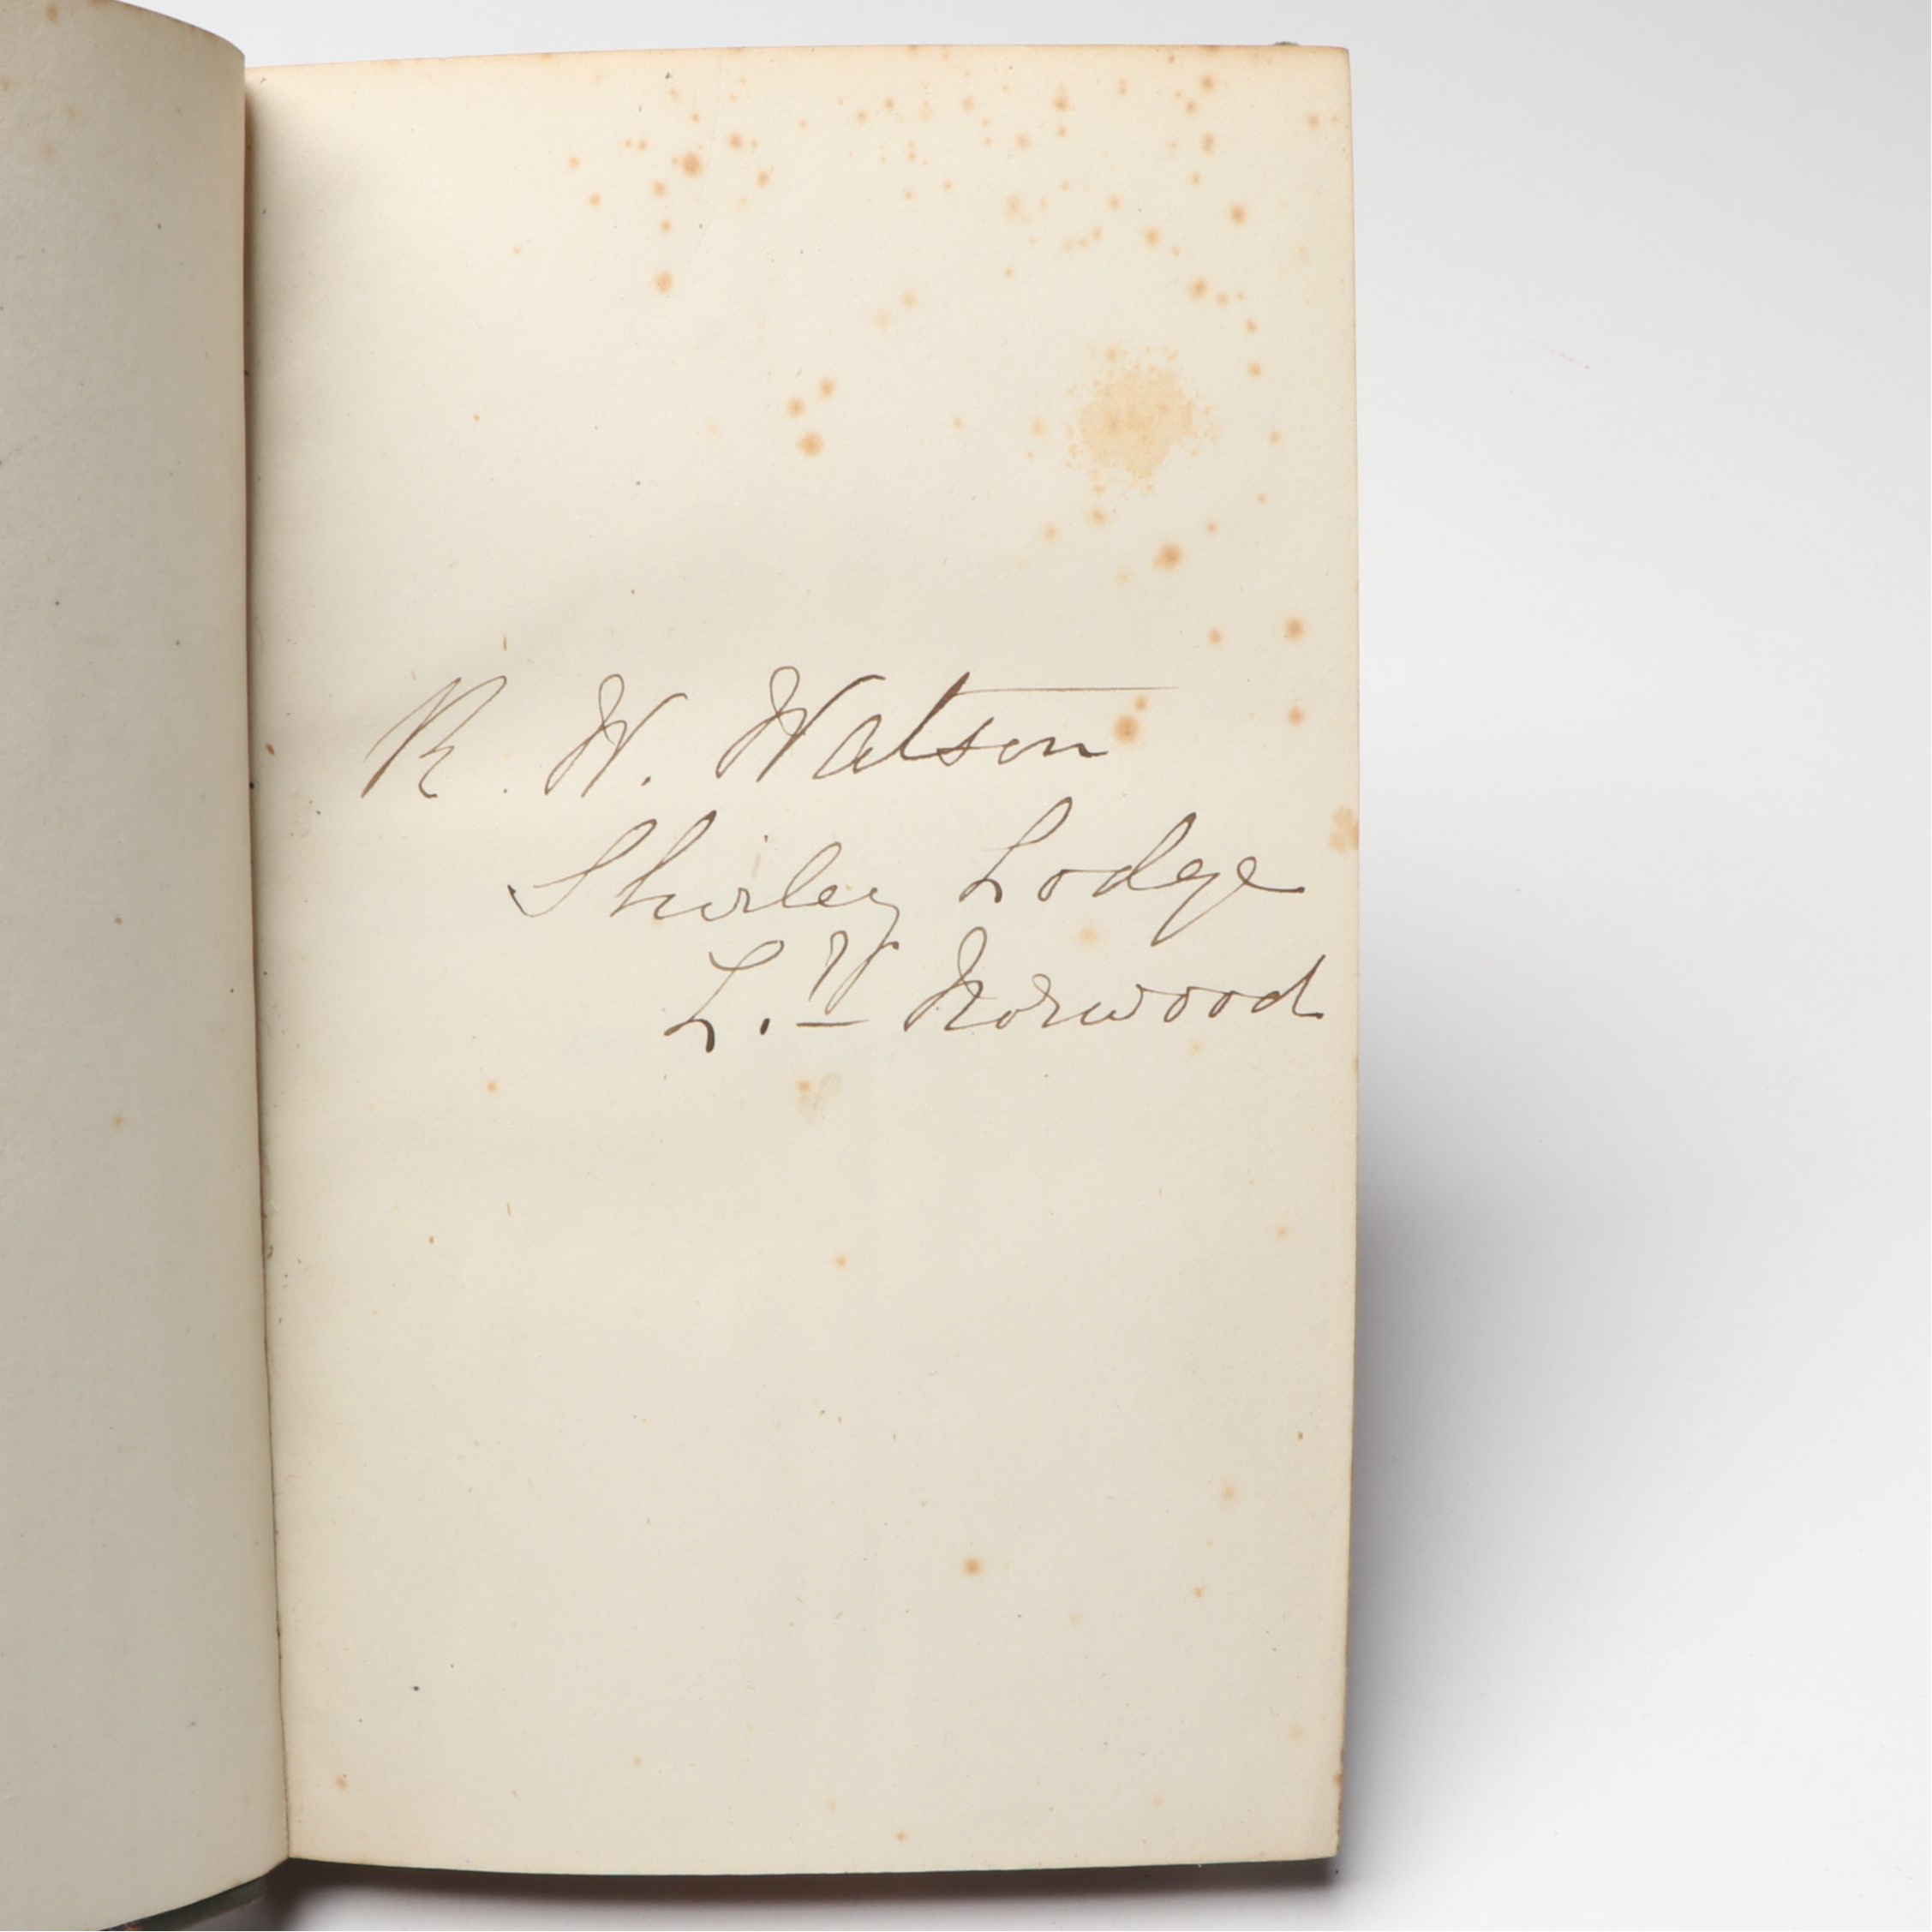 R. W. Watson
Shirley Lodge
L.r Norwood